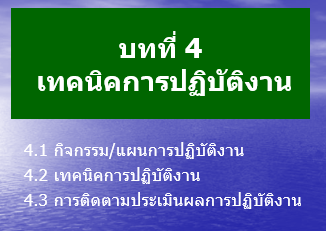 บทที่ 4
เทคนิคการปฏิบัติงาน
4.1 กิจกรรม/แผนการปฏิบัติงาน
4.2 เทคนิคการปฏิบัติงาน
4.3 การติดตามประเมินผลการปฏิบัติงาน